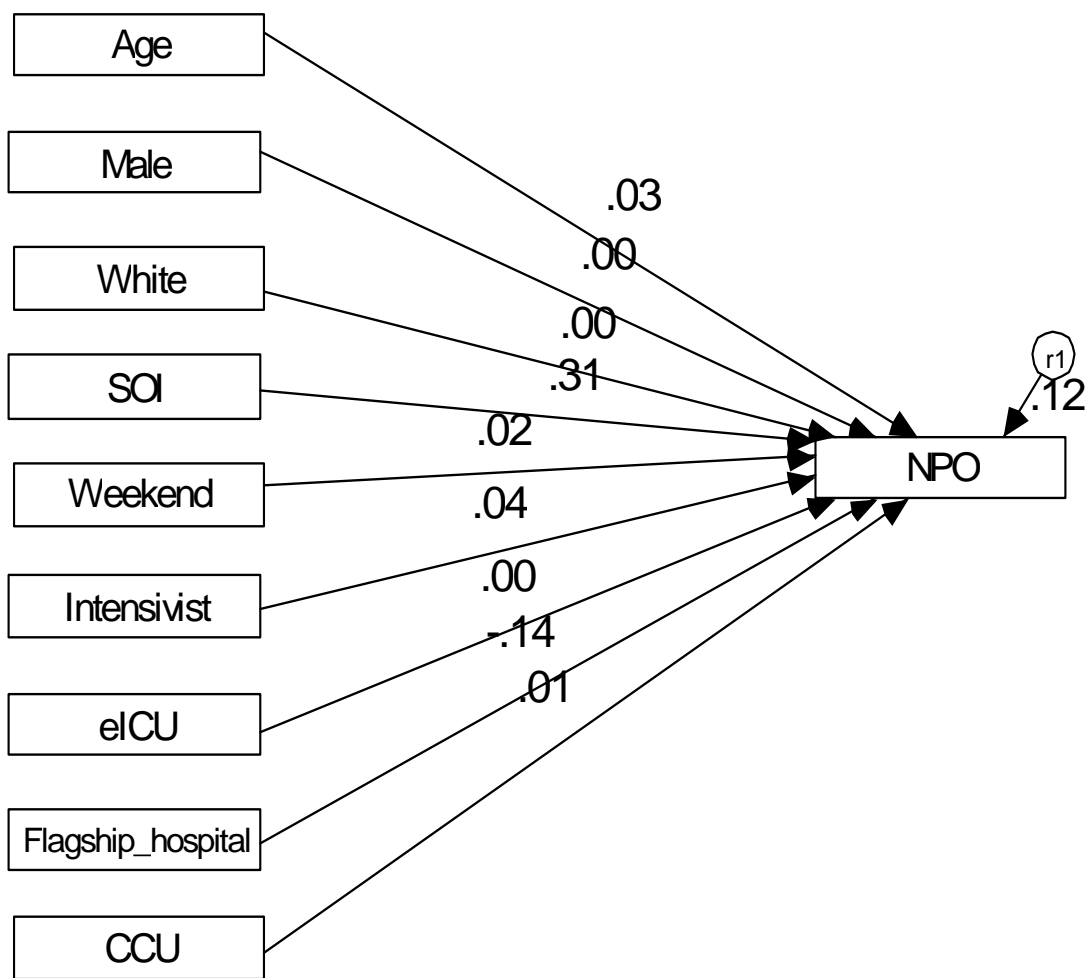 Age
Male
White
SOI
Weekend
Intensivist
eICU
Flagship_hospital
CCU
.03
.00
.00
.31
.02
.04
.00
-.14
.01
r1
.12
NPO